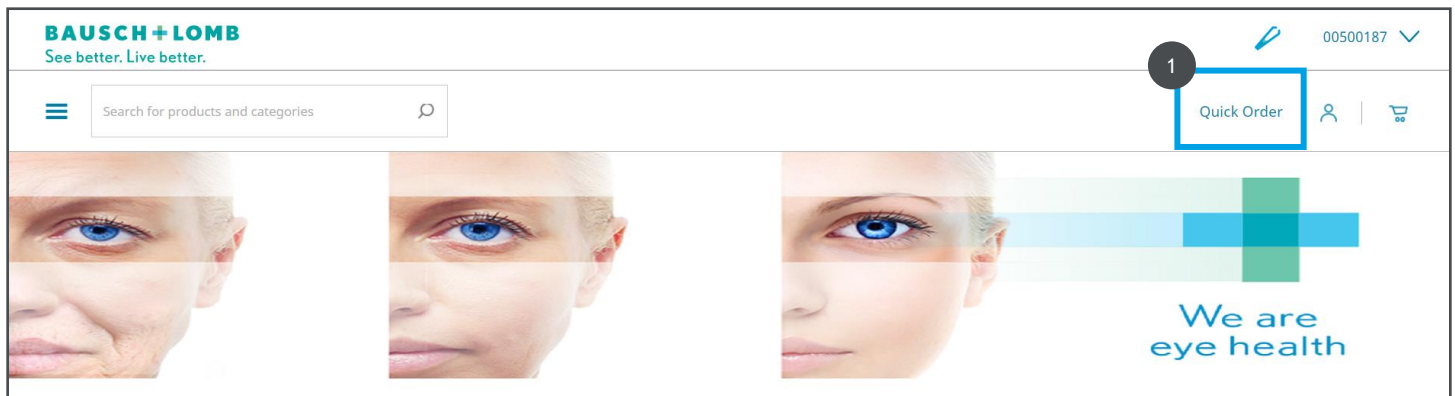 BAUSCH+LOMB
See better. Live better.
00500187
1
Search for products and categories
Quick Order
We are
eye health